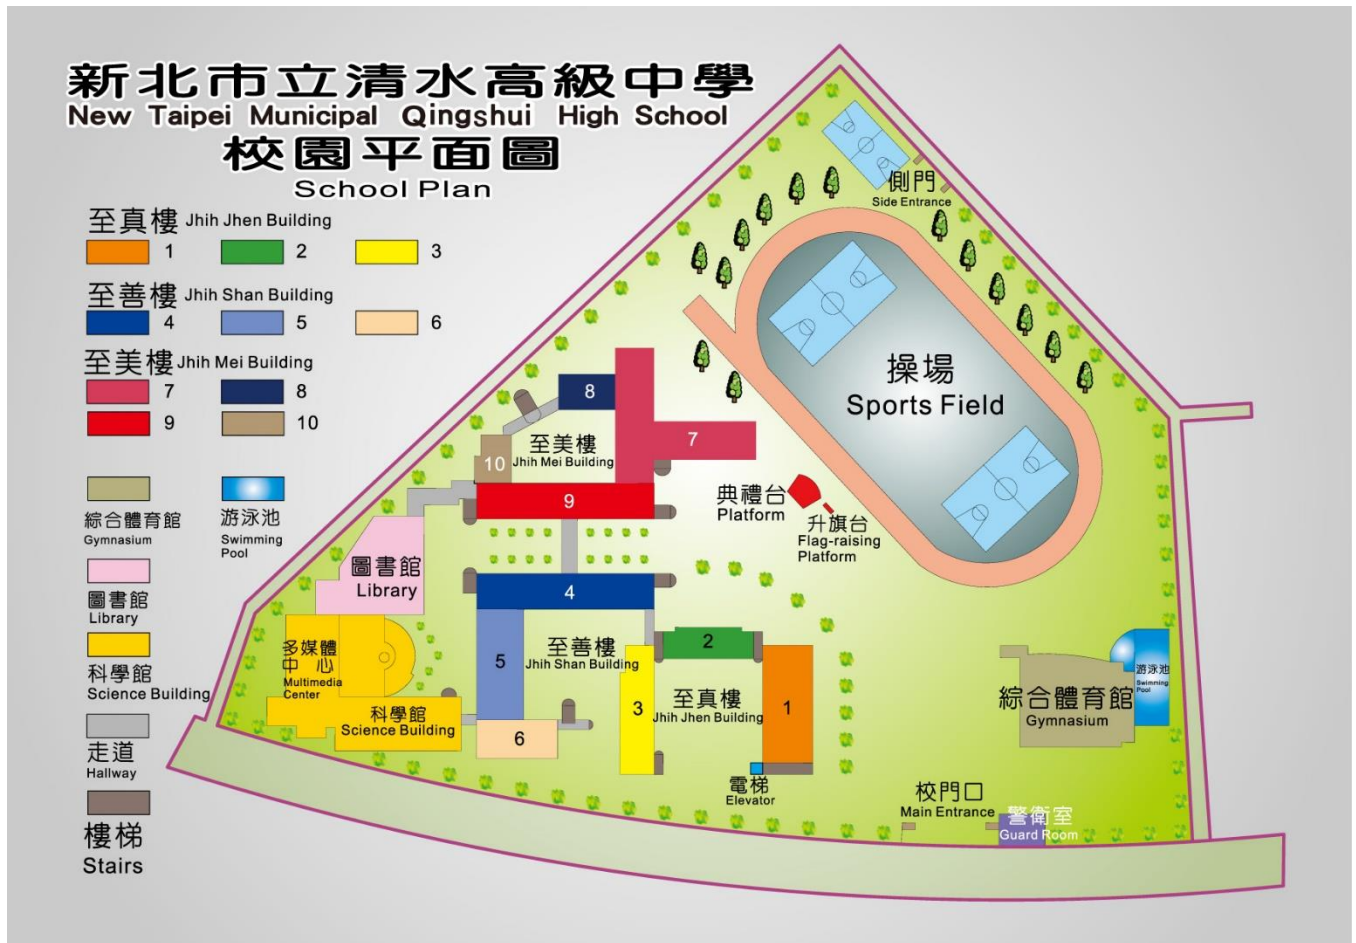 新北市立清水高級中學
New Taipei Municipal Qingshui High School
校園平面圖
School Plan
至真樓 Jhih Jhen Building
1 2 3
至善樓 Jhih Shan Building
4 5 6
至美樓 Jhih Mei Building
7 8
9 10
綜合體育館
Gymnasium
游泳池
Swimming
Pool
圖書館
Library
科學館
Science Building
走道
Hallway
樓梯
Stairs
側門
Side Entrance
操場
Sports Field
8
7
至美樓
Jhih Mei Building
10
9
典禮台
Platform
升旗台
Flag-raising
Platform
圖書館
Library
4
多媒體
中心
Multimedia
Center
科學館
Science Building
5
至善樓
Jhih Shan Building
6
2
3
至真樓
Jhih Jhen Building
1
電梯
Elevator
綜合體育館
Gymnasium
游泳池
Swimming
Pool
校門口
Main Entrance
警衛室
Guard Room